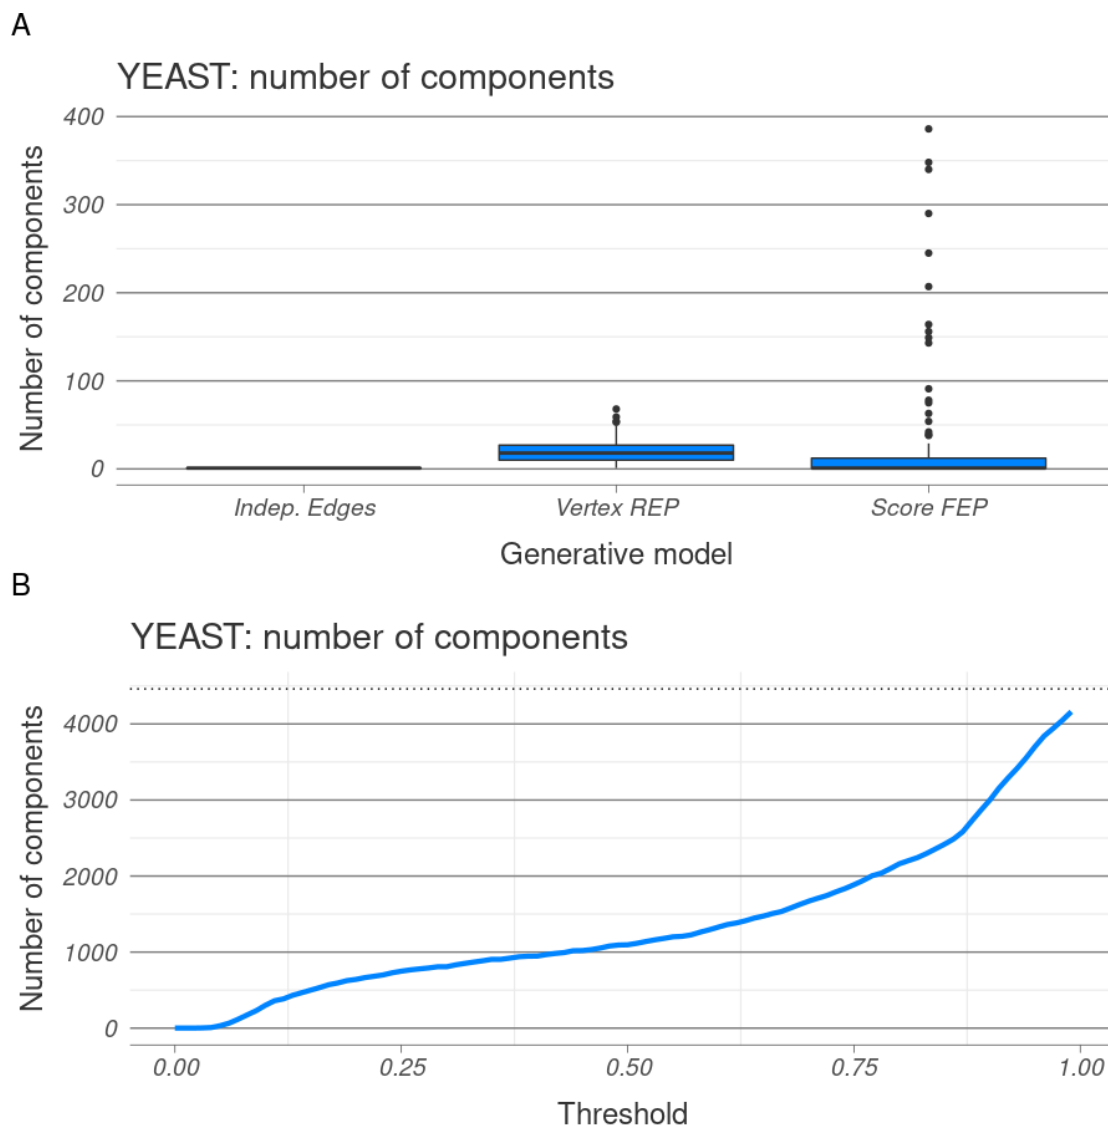 A
YEAST: number of components
Number of components
400
300
200
100
0
Indep. Edges
Vertex REP
Score FEP
Generative model
B
YEAST: number of components
Number of components
4000
3000
2000
1000
0
0.00
0.25
0.50
0.75
1.00
Threshold